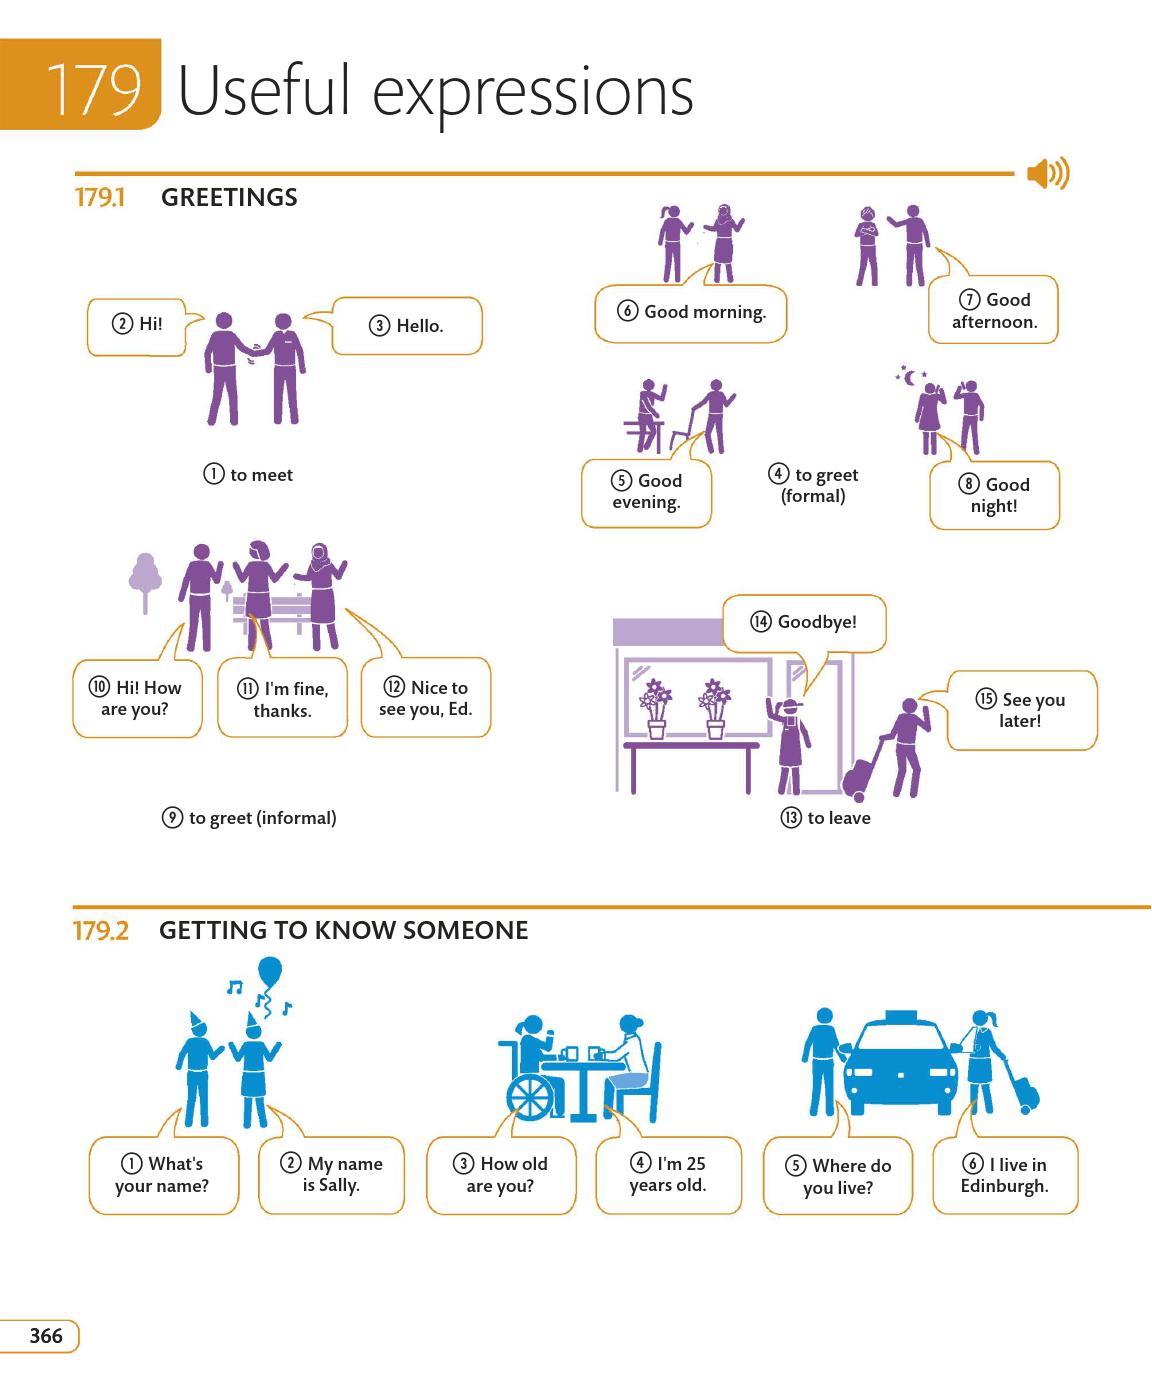 179 Useful expressions
179.1 GREETINGS
② Hi!
③ Hello.
① to meet
⑥ Good morning.
⑦ Good
afternoon.
⑤ Good
evening.
④ to greet
(formal)
⑧ Good
night!
⑩ Hi! How
are you?
⑪ I'm fine,
thanks.
⑫ Nice to
see you, Ed.
⑨ to greet (informal)
⑭ Goodbye!
⑮ See you
later!
⑬ to leave
179.2 GETTING TO KNOW SOMEONE
① What's
your name?
② My name
is Sally.
③ How old
are you?
④ I'm 25
years old.
⑤ Where do
you live?
⑥ I live in
Edinburgh.
366